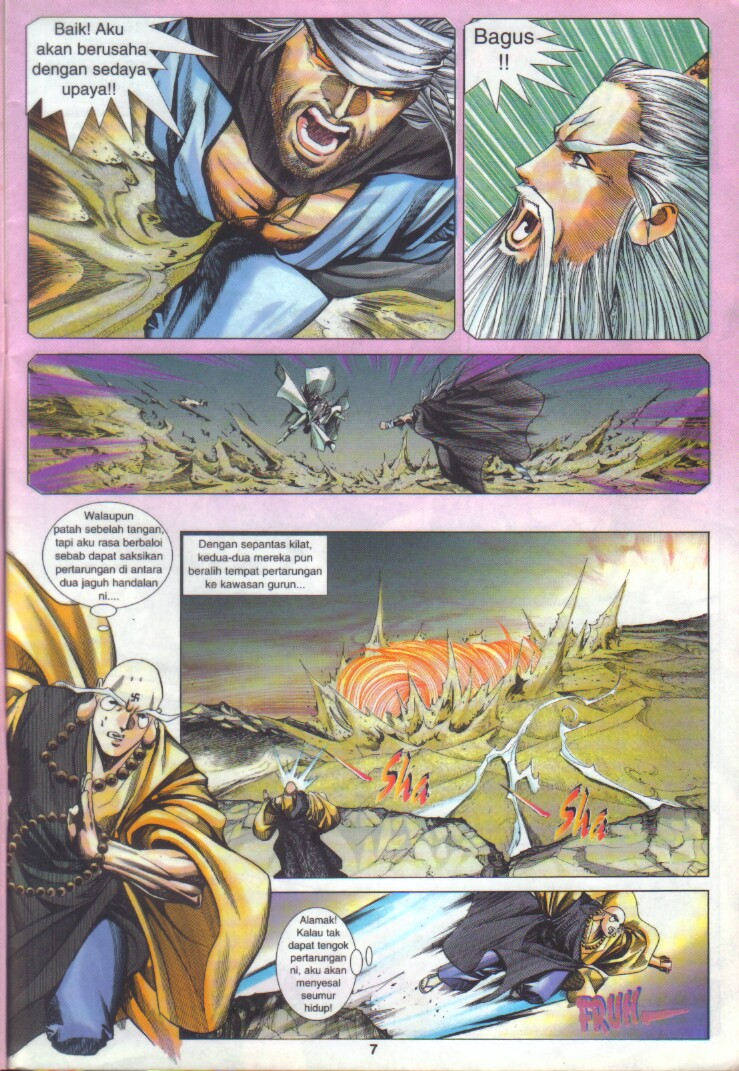 Baik! Aku
akan berusaha
dengan sedaya
upaya!!
Bagus
!!
Walaupun
patah sebelah tangan,
tapi aku rasa berbaloi
sebab dapat saksikan
pertarungan di antara
dua jaguh handalan
ni....
Dengan sepantas kilat,
kedua-dua mereka pun
beralih tempat pertarungan
ke kawasan gurun...
Sha
Sha
Alamak!
Kalau tak
dapat tengok
pertarungan
ni, aku akan
menyesal
seumur
hidup!
FRUH
7